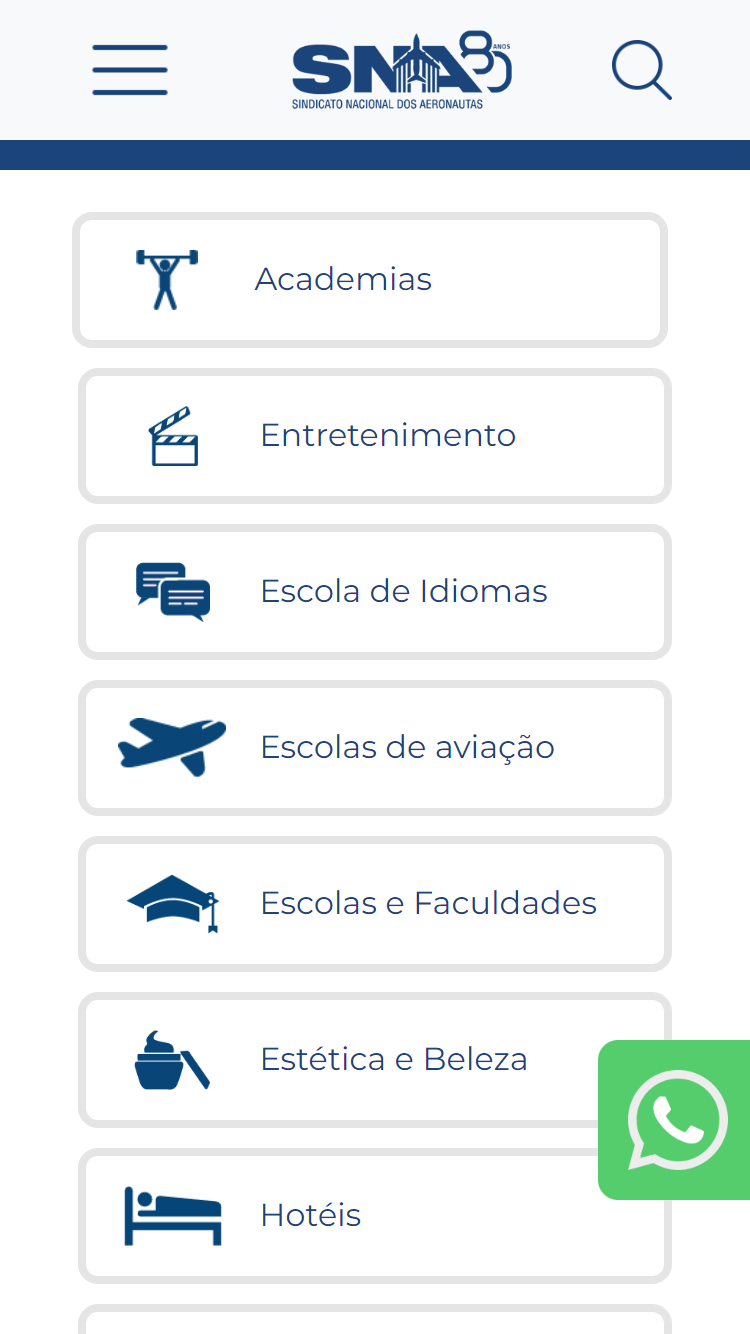 SNA 80 ANOS
SINDICATO NACIONAL DOS AERONAUTAS
Academias
Entretenimento
Escola de Idiomas
Escolas de aviação
Escolas e Faculdades
Estética e Beleza
Hotéis